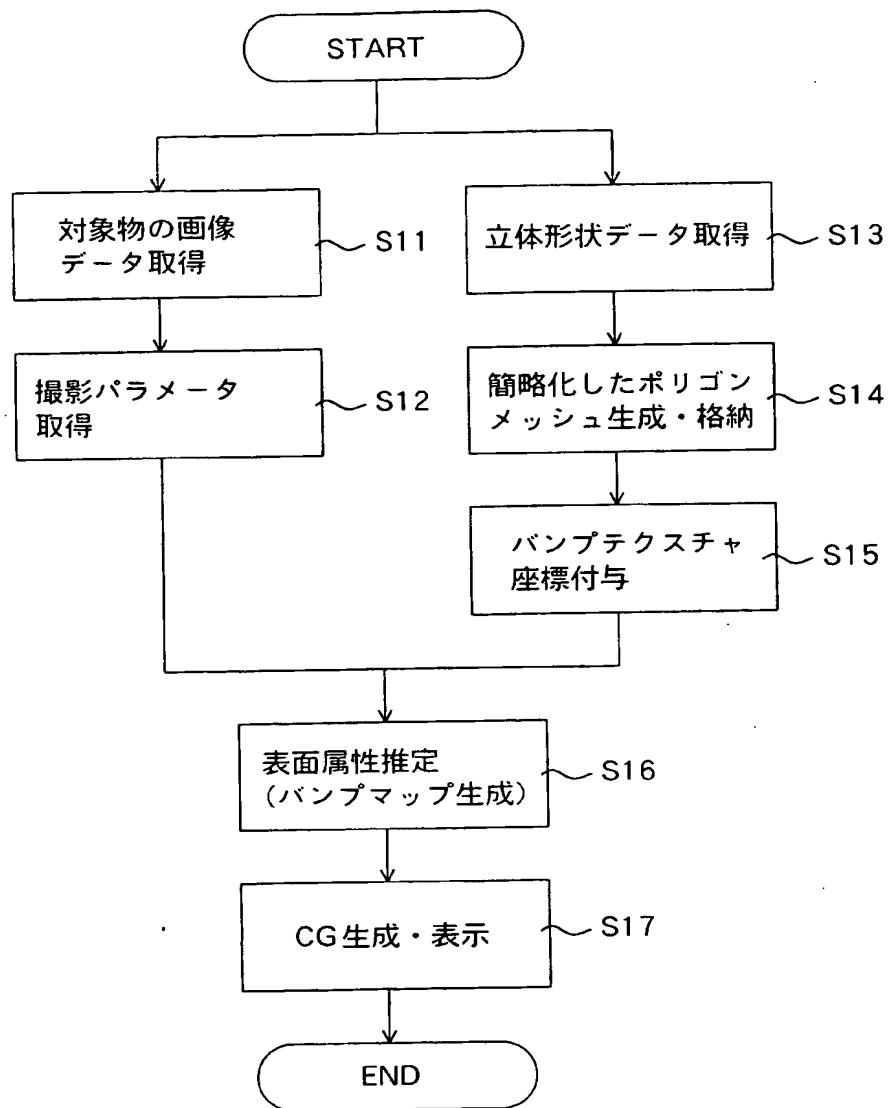 START
対象物の画像
データ取得
S11
撮影パラメータ
取得
S12
立体形状データ取得
S13
簡略化したポリゴン
メッシュ生成・格納
S14
バンプテクスチャ
座標付与
S15
表面属性推定
(バンプマップ生成)
S16
CG生成・表示
S17
END